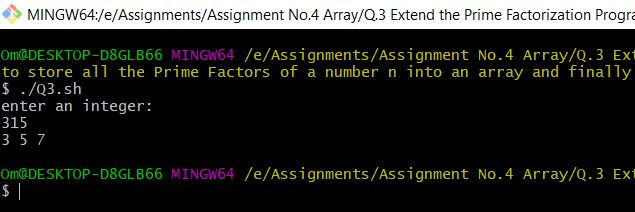 MINGW64:/e/Assignments/Assignment No.4 Array/Q.3 Extend the Prime Factorization Progra
Om@DESKTOP-D8GLB66 MINGW64 /e/Assignments/Assignment No.4 Array/Q.3 Ext
to store all the Prime Factors of a number n into an array and finally
$ ./Q3.sh
enter an integer:
315
3 5 7
Om@DESKTOP-D8GLB66 MINGW64 /e/Assignments/Assignment No.4 Array/Q.3 Ext
$